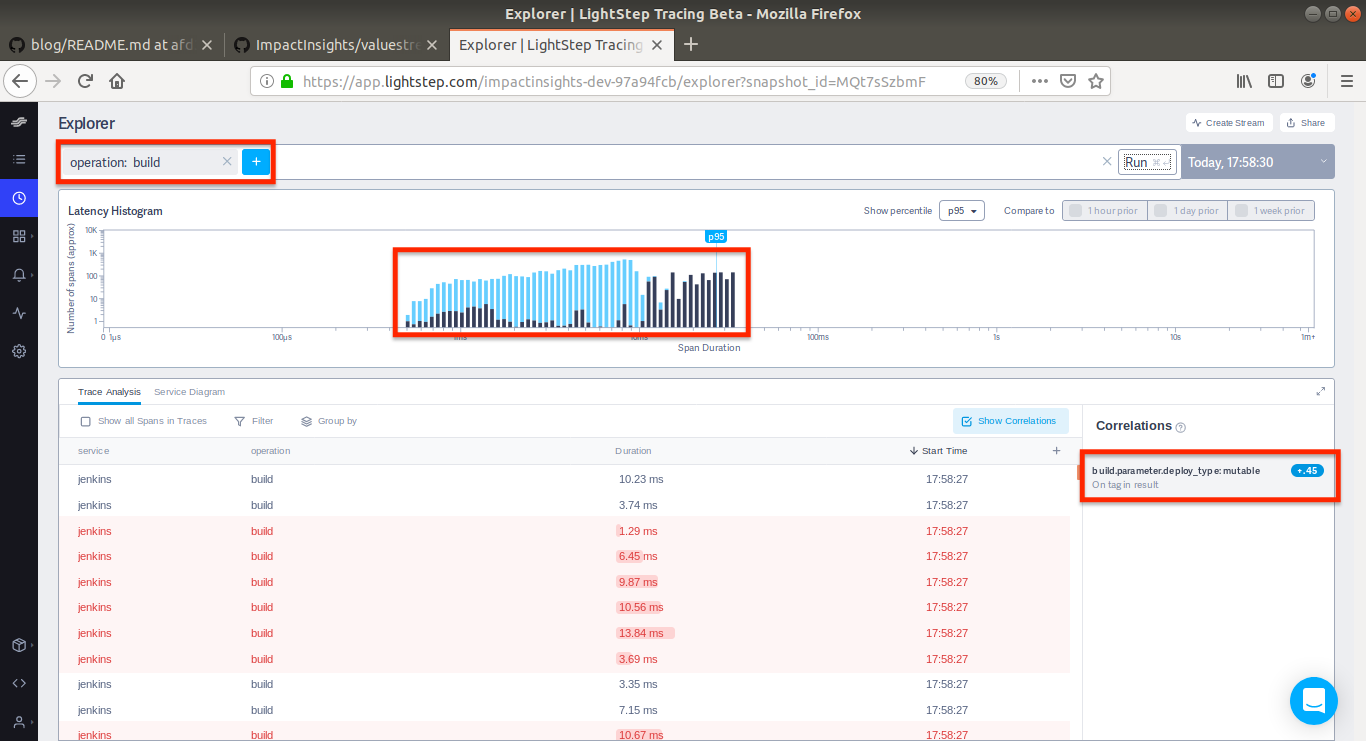 Explorer | LightStep Tracing Beta - Mozilla Firefox
blog/README.md at afd
ImpactInsights/valuestre
Explorer | LightStep Tracing
https://app.lightstep.com/impactinsights-dev-97a94fcb/explorer?snapshot_id=MQt7sSzbmF 80%
Explorer
Create Stream Share
operation: build + Run Today, 17:58:30
Latency Histogram Show percentile p95 Compare to 1 hour prior 1 day prior 1 week prior
p95
Number of spans (approx)
10K
1K
100
10
1
0 1µs 100µs 1ms 10ms 100ms 1s 10s 1m+
Span Duration
Trace Analysis Service Diagram
Show all Spans in Traces Filter Group by Show Correlations
service operation Duration Start Time +
jenkins build 10.23 ms 17:58:27
jenkins build 3.74 ms 17:58:27
jenkins build 1.29 ms 17:58:27
jenkins build 6.45 ms 17:58:27
jenkins build 9.87 ms 17:58:27
jenkins build 10.56 ms 17:58:27
jenkins build 13.84 ms 17:58:27
jenkins build 3.69 ms 17:58:27
jenkins build 3.35 ms 17:58:27
jenkins build 7.15 ms 17:58:27
jenkins build 10.67 ms 17:58:27
Correlations ?
build.parameter.deploy_type:mutable +.45
On tag in result